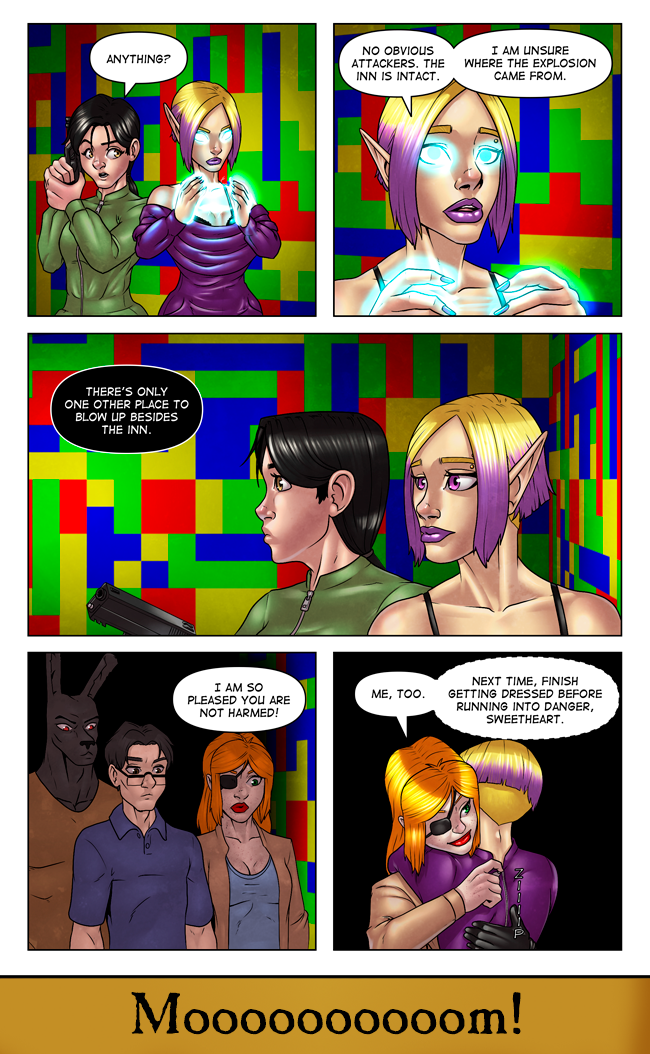 ANYTHING?
NO OBVIOUS
ATTACKERS. THE
INN IS INTACT.
I AM UNSURE
WHERE THE EXPLOSION
CAME FROM.
THERE'S ONLY
ONE OTHER PLACE TO
BLOW UP BESIDES
THE INN.
I AM SO
PLEASED YOU ARE
NOT HARMED!
ME, TOO.
NEXT TIME, FINISH
GETTING DRESSED BEFORE
RUNNING INTO DANGER,
SWEETHEART.
ZIIIIIP
Mooooooooooom!